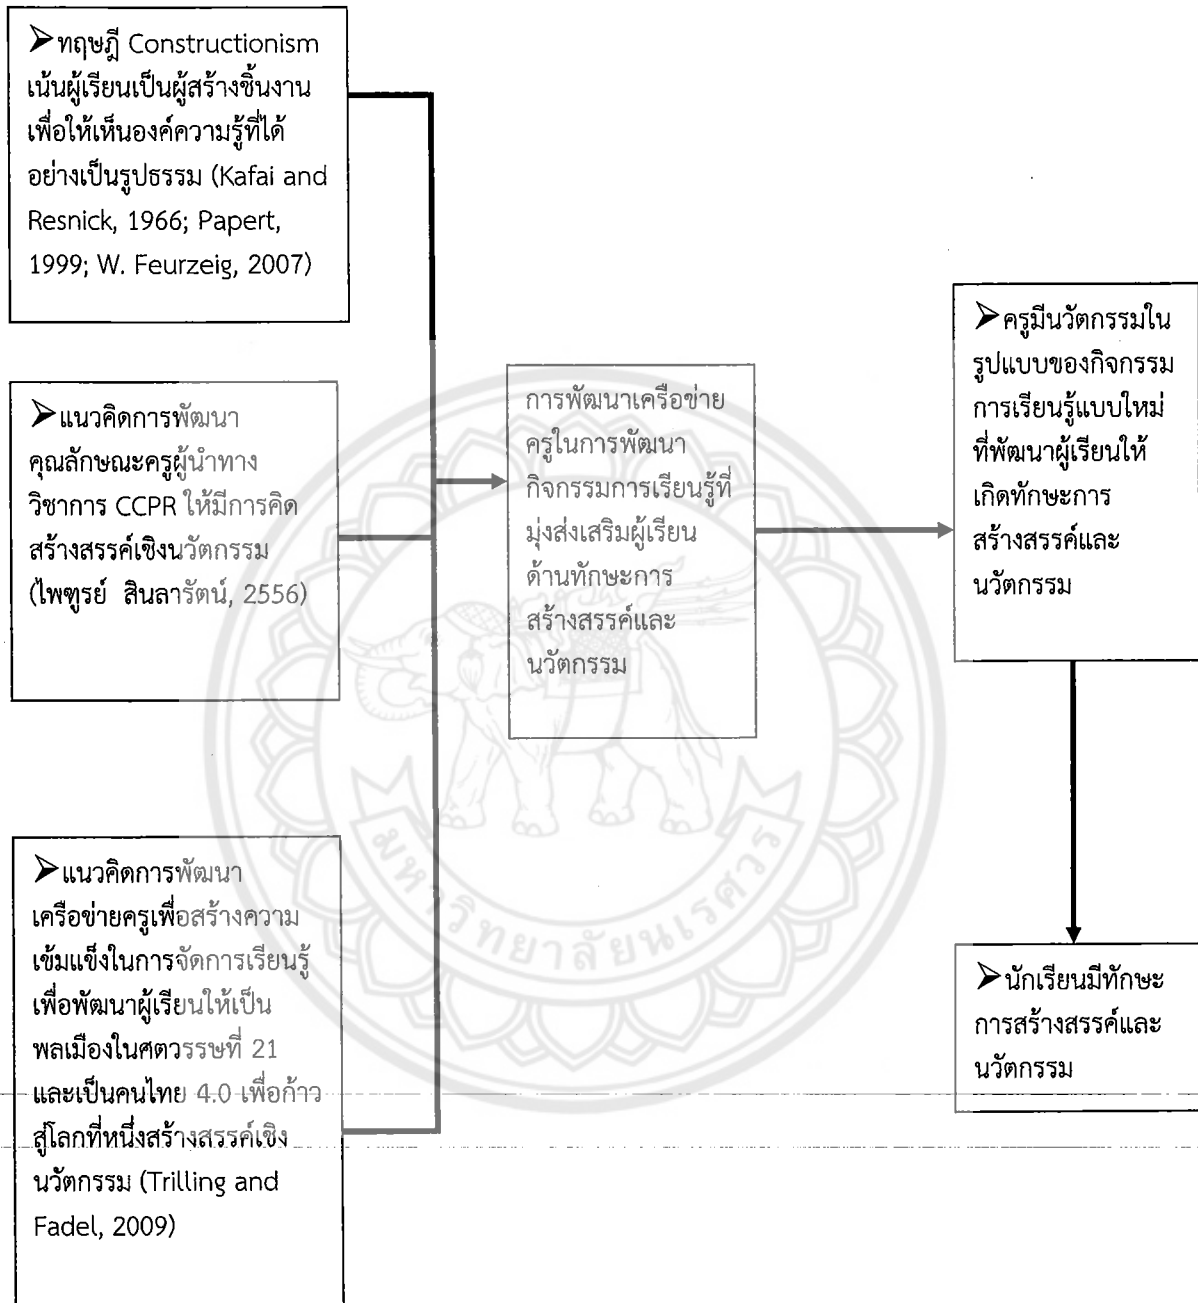 ➢ทฤษฎี Constructionism
เน้นผู้เรียนเป็นผู้สร้างชิ้นงาน
เพื่อให้เห็นองค์ความรู้ที่ได้
อย่างเป็นรูปธรรม (Kafai and
Resnick, 1966; Papert,
1999; W. Feurzeig, 2007)
➢แนวคิดการพัฒนา
คุณลักษณะครูผู้นำทาง
วิชาการ CCPR ให้มีการคิด
สร้างสรรค์เชิงนวัตกรรม
(ไพฑูรย์ สินลารัตน์, 2556)
➢แนวคิดการพัฒนา
เครือข่ายครูเพื่อสร้างความ
เข้มแข็งในการจัดการเรียนรู้
เพื่อพัฒนาผู้เรียนให้เป็น
พลเมืองในศตวรรษที่ 21
และเป็นคนไทย 4.0 เพื่อก้าว
สู่โลกที่หนึ่งสร้างสรรค์เชิง
นวัตกรรม (Trilling and
Fadel, 2009)
การพัฒนาเครือข่าย
ครูในการพัฒนา
กิจกรรมการเรียนรู้ที่
มุ่งส่งเสริมผู้เรียน
ด้านทักษะการ
สร้างสรรค์และ
นวัตกรรม
➢ครูมีนวัตกรรมใน
รูปแบบของกิจกรรม
การเรียนรู้แบบใหม่
ที่พัฒนาผู้เรียนให้
เกิดทักษะการ
สร้างสรรค์และ
นวัตกรรม
➢นักเรียนมีทักษะ
การสร้างสรรค์และ
นวัตกรรม
มหาวิทยาลัยนเรศวร